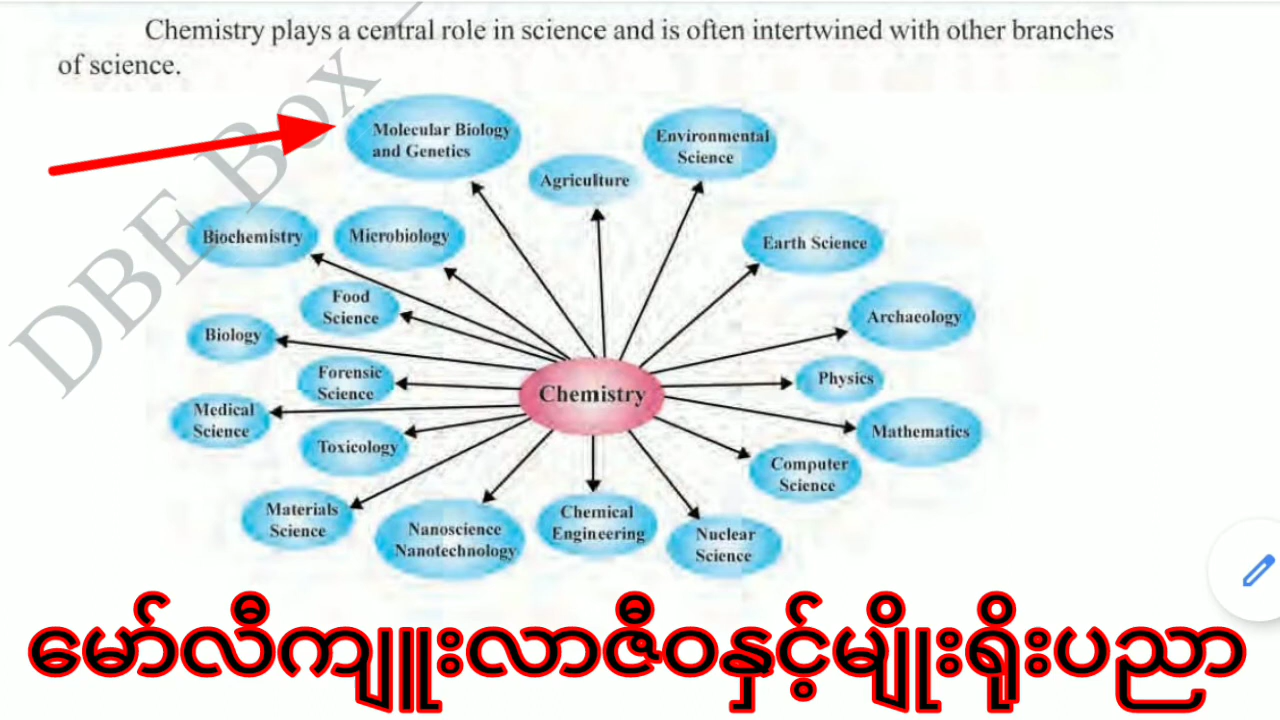 Chemistry plays a central role in science and is often intertwined with other branches
of science.
DBE Box
Molecular Biology
and Genetics
Environmental
Science
Agriculture
Biochemistry
Microbiology
Earth Science
Food
Science
Archaeology
Biology
Forensic
Science
Physics
Chemistry
Medical
Science
Mathematics
Toxicology
Computer
Science
Materials
Science
Nanoscience
Nanotechnology
Chemical
Engineering
Nuclear
Science
မော်လီကျူးလာဇီဝနှင့်မျိုးရိုးပညာ